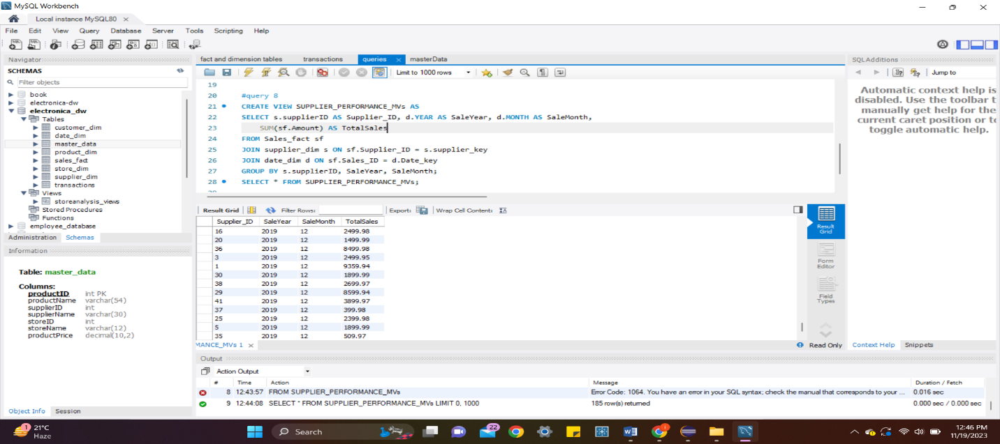 MySQL Workbench
Local instance MySQL80
File Edit View Query Database Server Tools Scripting Help
Navigator
SCHEMAS
Filter objects
book
electronica-dw
electronica_dw
Tables
customer_dim
date_dim
master_data
product_dim
sales_fact
store_dim
supplier_dim
transactions
Views
storeanalysis_views
Stored Procedures
Functions
employee_database
Administration Schemas
Information
Table: master_data
Columns:
productID int PK
productName varchar(54)
supplierID int
supplierName varchar(30)
storeID int
storeName varchar(12)
productPrice decimal(10,2)
Object Info Session
fact and dimension tables transactions queries masterData
Limit to 1000 rows
19
20 #query 8
21 CREATE VIEW SUPPLIER_PERFORMANCE_MVs AS
22 SELECT s.supplierID AS Supplier_ID, d.YEAR AS SaleYear, d.MONTH AS SaleMonth,
23 SUM(sf.Amount) AS TotalSales
24 FROM Sales_fact sf
25 JOIN supplier_dim s ON sf.Supplier_ID = s.supplier_key
26 JOIN date_dim d ON sf.Sales_ID = d.Date_key
27 GROUP BY s.supplierID, SaleYear, SaleMonth;
28 SELECT * FROM SUPPLIER_PERFORMANCE_MVs;
Result Grid Filter Rows: Export: Wrap Cell Content:
Supplier_ID SaleYear SaleMonth TotalSales
16 2019 12 2499.98
20 2019 12 1499.99
36 2019 12 8499.98
3 2019 12 2499.95
1 2019 12 9359.94
30 2019 12 1899.99
38 2019 12 2699.97
29 2019 12 8599.94
41 2019 12 3899.97
37 2019 12 399.98
25 2019 12 2399.98
5 2019 12 1899.99
35 2019 12 509.97
Result Grid
Form Editor
Field Types
MANCE_MVs 1
Read Only
Output
Action Output
# Time Action Message Duration / Fetch
8 12:43:57 FROM SUPPLIER_PERFORMANCE_MVs Error Code: 1064. You have an error in your SQL syntax; check the manual that corresponds to your ... 0.016 sec
9 12:44:08 SELECT * FROM SUPPLIER_PERFORMANCE_MVs LIMIT 0, 1000 185 row(s) returned 0.000 sec / 0.000 sec
SQLAdditions
Jump to
Automatic context help is
disabled. Use the toolbar t
manually get help for the
current caret position or to
toggle automatic help.
Context Help Snippets
1
21°C
Haze
Search
22
12:46 PM
11/19/2023